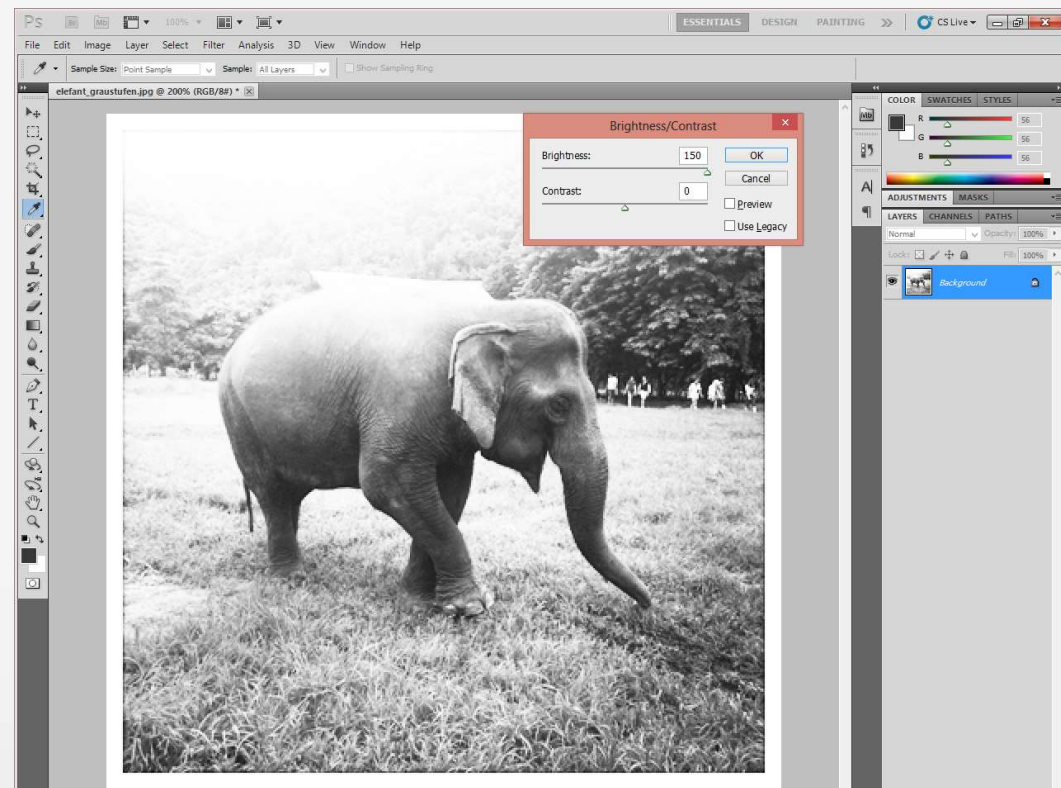 Ps Br Mb 100% ESSENTIALS DESIGN PAINTING >> CS Live
File Edit Image Layer Select Filter Analysis 3D View Window Help
Sample Size: Point Sample Sample: All Layers Show Sampling Ring
elefant_graustufen.jpg @ 200% (RGB/8#) *
Brightness/Contrast
Brightness: 150 OK
Cancel
Contrast: 0
Preview
Use Legacy
COLOR SWATCHES STYLES
R 56
G 56
B 56
ADJUSTMENTS MASKS
LAYERS CHANNELS PATHS
Normal Opacity: 100%
Lock: Fill: 100%
Background